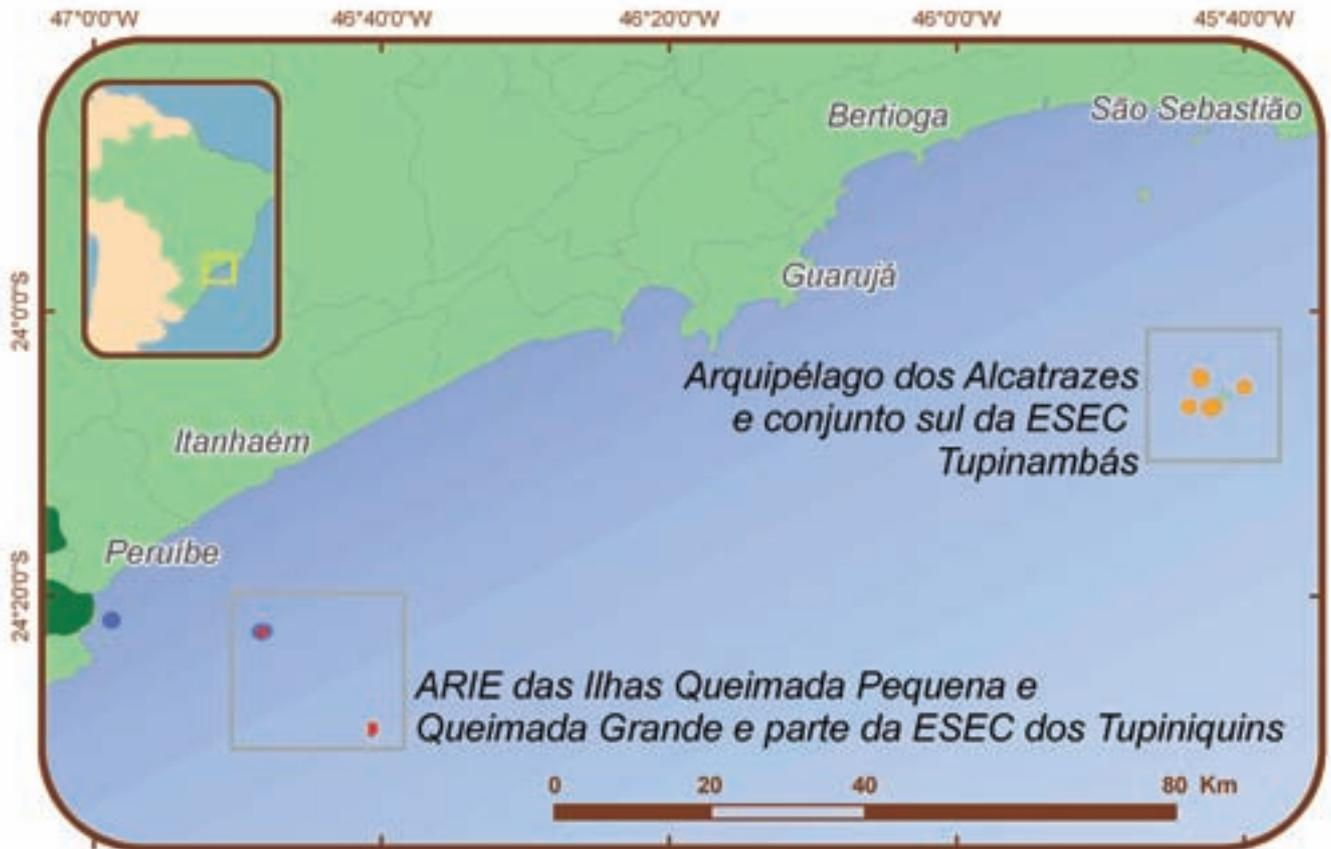 47°0'0"W
46°40'0"W
46°20'0"W
46°0'0"W
45°40'0"W
Bertioga
São Sebastião
Guarujá
24°0'0"S
Arquipélago dos Alcatrazes
e conjunto sul da ESEC
Tupinambás
Itanhaém
Peruíbe
24°20'0"S
ARIE das Ilhas Queimada Pequena e
Queimada Grande e parte da ESEC dos Tupiniquins
0 20 40 80 Km